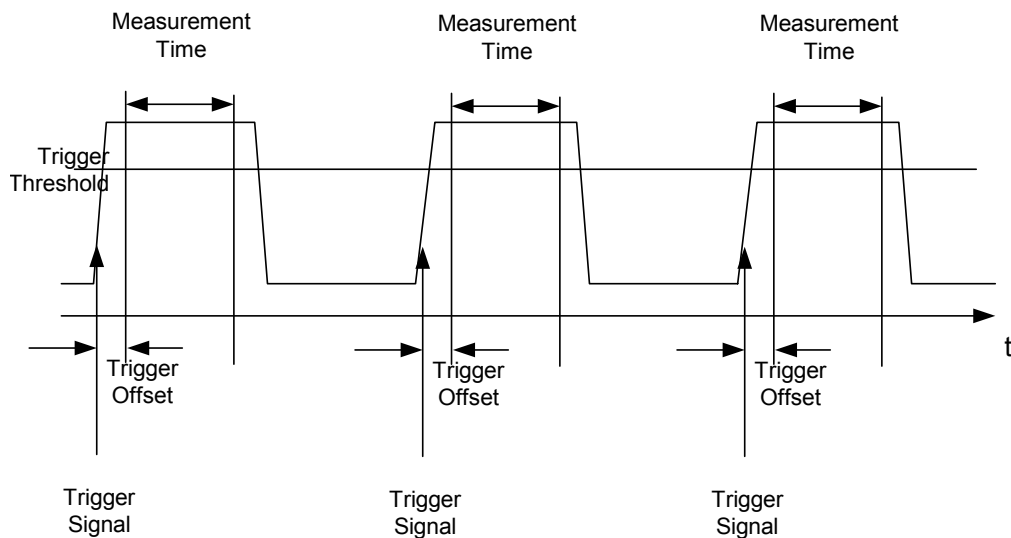 Measurement
Time
Measurement
Time
Measurement
Time
Trigger
Threshold
t
Trigger
Offset
Trigger
Offset
Trigger
Offset
Trigger
Signal
Trigger
Signal
Trigger
Signal